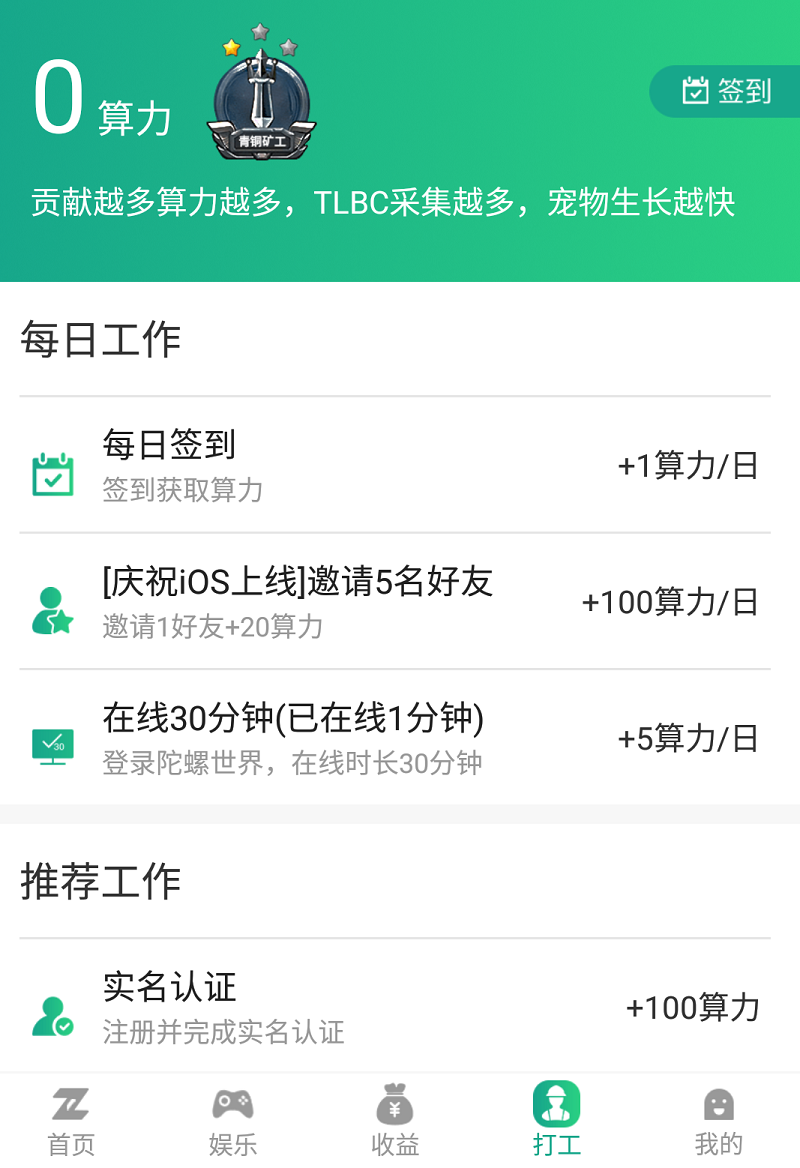 0 算力
青铜矿工
签到
贡献越多算力越多，TLBC采集越多，宠物生长越快
每日工作
每日签到
签到获取算力
+1算力/日
[庆祝iOS上线]邀请5名好友
邀请1好友+20算力
+100算力/日
在线30分钟(已在线1分钟)
登录陀螺世界，在线时长30分钟
+5算力/日
30
推荐工作
实名认证
注册并完成实名认证
+100算力
首页
娱乐
¥
收益
打工
我的